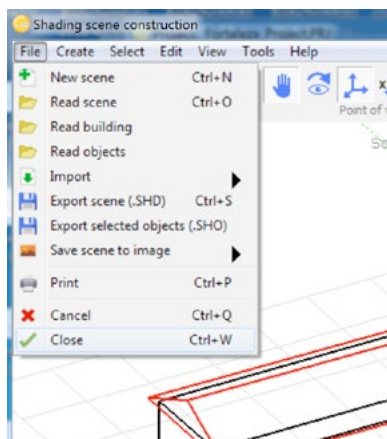 Shading scene construction
File Create Select Edit View Tools Help
New scene Ctrl+N
Read scene Ctrl+O
Read building
Read objects
Import
Export scene (.SHD) Ctrl+S
Export selected objects (.SHO)
Save scene to image
Print Ctrl+P
Cancel Ctrl+Q
Close Ctrl+W
Point of